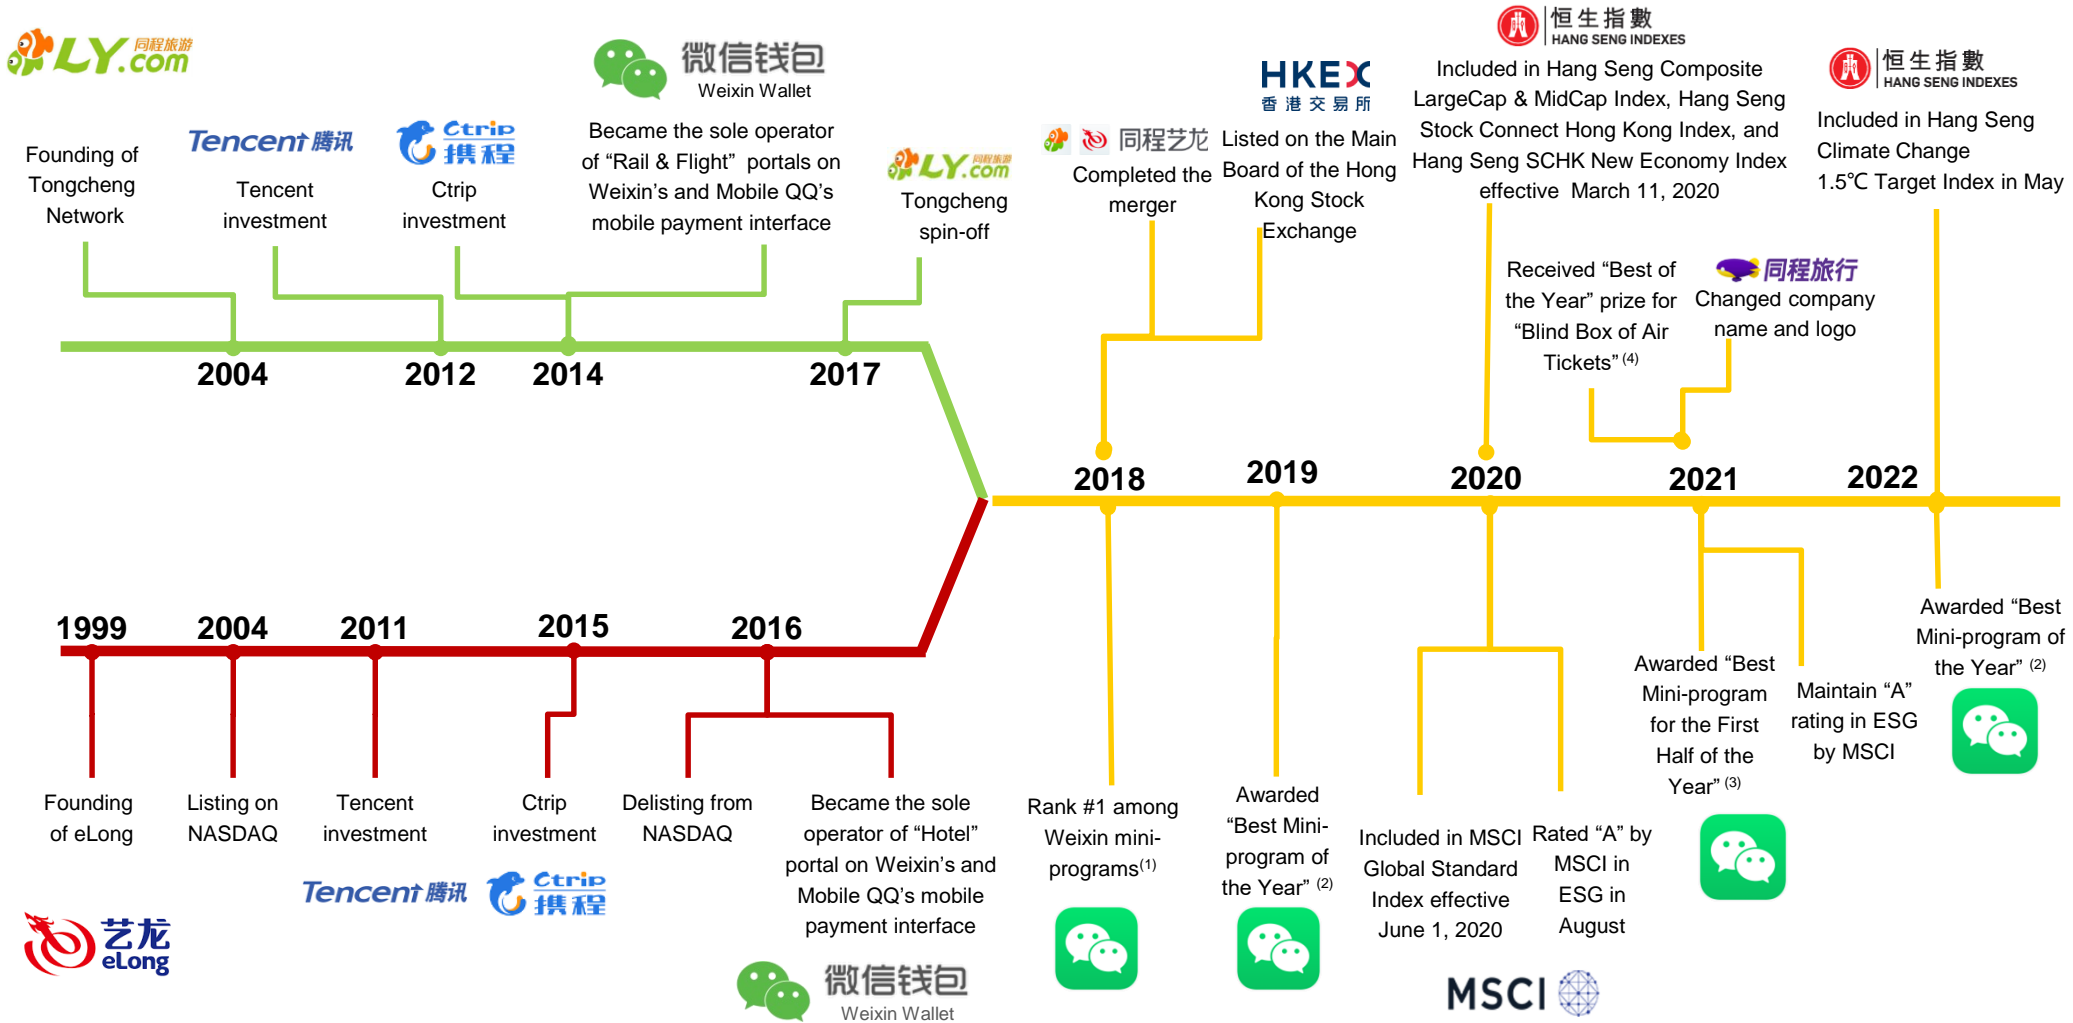 LY.com 同程旅游
Founding of
Tongcheng
Network
Tencent 腾讯
Tencent
investment
Ctrip
携程
Ctrip
investment
微信钱包
Weixin Wallet
Became the sole operator
of “Rail & Flight” portals on
Weixin’s and Mobile QQ’s
mobile payment interface
LY.com 同程旅游
Tongcheng
spin-off
2004
2012
2014
2017
同程艺龙
Completed the
merger
HKEX
香港交易所
Listed on the Main
Board of the Hong
Kong Stock
Exchange
恒生指數
HANG SENG INDEXES
Included in Hang Seng Composite
LargeCap & MidCap Index, Hang Seng
Stock Connect Hong Kong Index, and
Hang Seng SCHK New Economy Index
effective March 11, 2020
Received “Best of
the Year” prize for
“Blind Box of Air
Tickets” (4)
同程旅行
Changed company
name and logo
恒生指數
HANG SENG INDEXES
Included in Hang Seng
Climate Change
1.5℃ Target Index in May
2018
2019
2020
2021
2022
1999
2004
2011
2015
2016
Founding
of eLong
艺龙
eLong
Listing on
NASDAQ
Tencent
investment
Tencent 腾讯
Ctrip
investment
Ctrip
携程
Delisting from
NASDAQ
Became the sole
operator of “Hotel”
portal on Weixin’s and
Mobile QQ’s mobile
payment interface
微信钱包
Weixin Wallet
Rank #1 among
Weixin mini-
programs(1)
Awarded
“Best Mini-
program of
the Year” (2)
Included in MSCI
Global Standard
Index effective
June 1, 2020
Rated “A” by
MSCI in
ESG in
August
MSCI
Awarded “Best
Mini-program
for the First
Half of the
Year” (3)
Maintain “A”
rating in ESG
by MSCI
Awarded “Best
Mini-program of
the Year” (2)